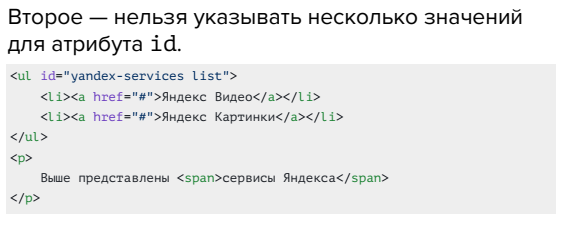 Второе — нельзя указывать несколько значений
для атрибута id.
<ul id="yandex-services list">
    <li><a href="#">Яндекс Видео</a></li>
    <li><a href="#">Яндекс Картинки</a></li>
</ul>
<p>
    Выше представлены <span>сервисы Яндекса</span>
</p>